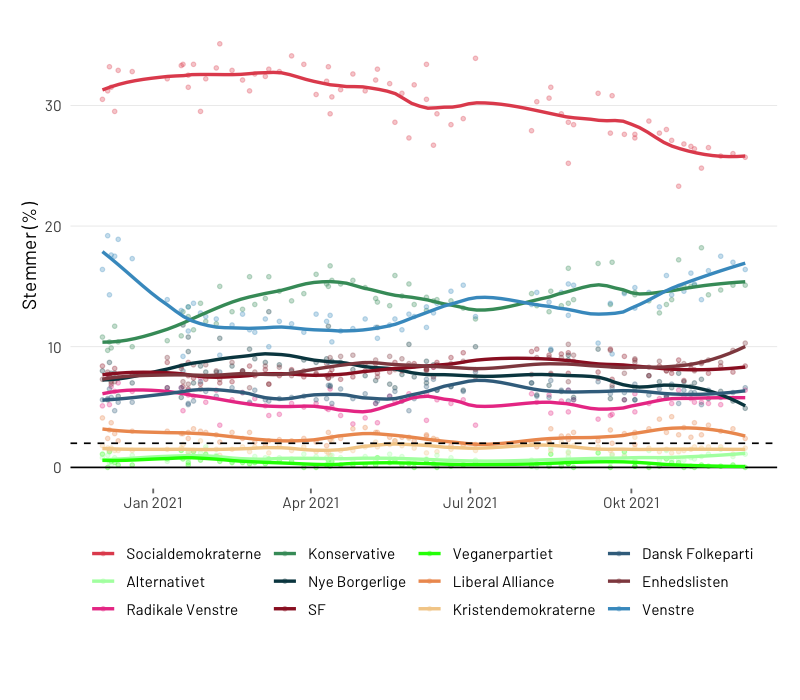 Stemmer (%)
30
20
10
0
Jan 2021 Apr 2021 Jul 2021 Okt 2021
Socialdemokraterne Konservative Veganerpartiet Dansk Folkeparti
Alternativet Nye Borgerlige Liberal Alliance Enhedslisten
Radikale Venstre SF Kristendemokraterne Venstre